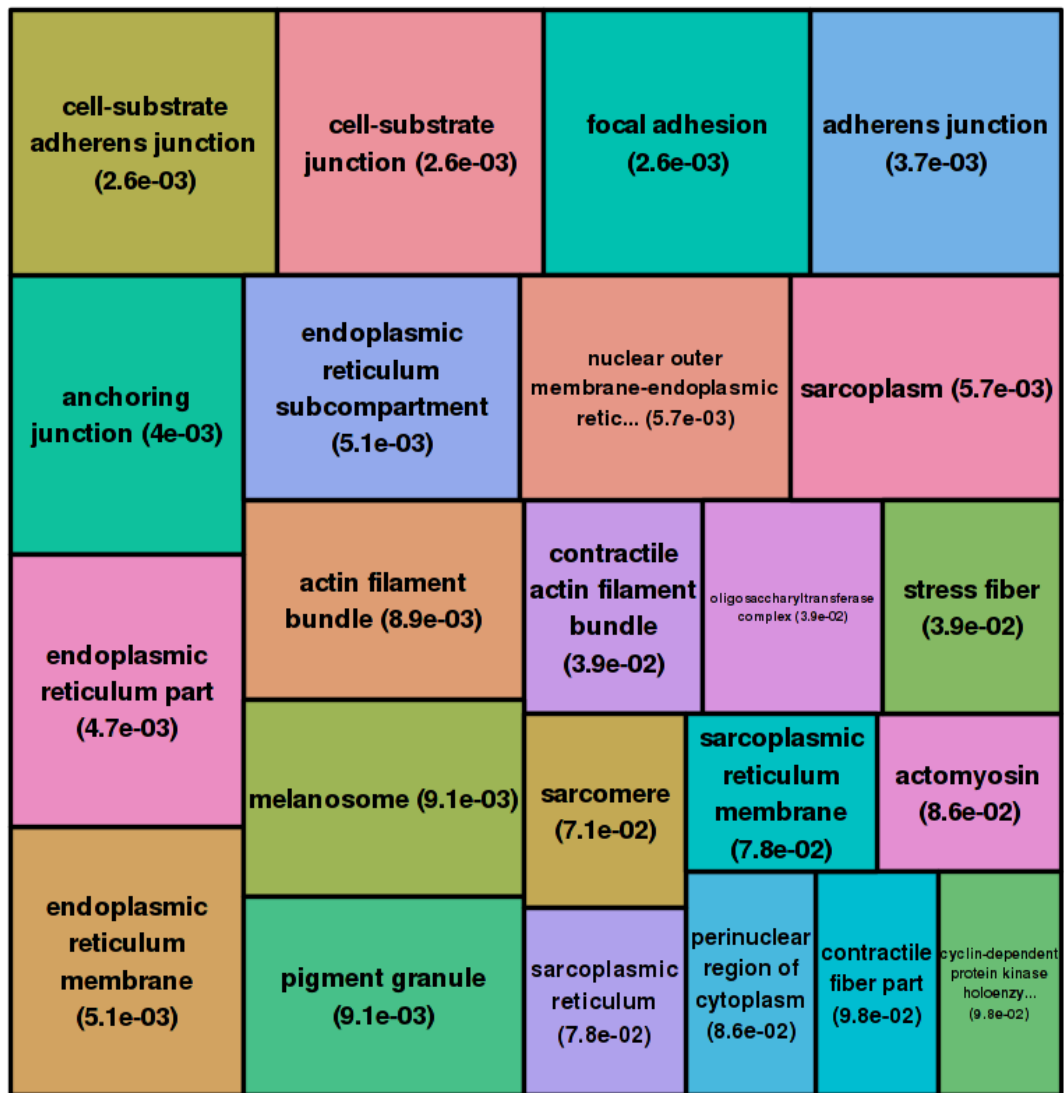 cell-substrate
adherens junction
(2.6e-03)
cell-substrate
junction (2.6e-03)
focal adhesion
(2.6e-03)
adherens junction
(3.7e-03)
anchoring
junction (4e-03)
endoplasmic
reticulum
subcompartment
(5.1e-03)
nuclear outer
membrane-endoplasmic
retic... (5.7e-03)
sarcoplasm (5.7e-03)
endoplasmic
reticulum part
(4.7e-03)
actin filament
bundle (8.9e-03)
contractile
actin filament
bundle
(3.9e-02)
oligosaccharyltransferase
complex (3.9e-02)
stress fiber
(3.9e-02)
melanosome (9.1e-03)
sarcomere
(7.1e-02)
sarcoplasmic
reticulum
membrane
(7.8e-02)
actomyosin
(8.6e-02)
endoplasmic
reticulum
membrane
(5.1e-03)
pigment granule
(9.1e-03)
sarcoplasmic
reticulum
(7.8e-02)
perinuclear
region of
cytoplasm
(8.6e-02)
contractile
fiber part
(9.8e-02)
cyclin-dependent
protein kinase
holoenzy...
(9.8e-02)